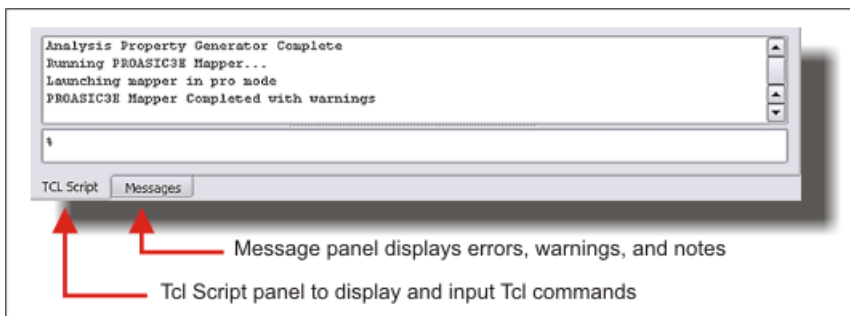 Analysis Property Generator Complete
Running PROASIC3E Mapper...
Launching mapper in pro mode
PROASIC3E Mapper Completed with warnings
%
TCL Script
Messages
Message panel displays errors, warnings, and notes
Tcl Script panel to display and input Tcl commands